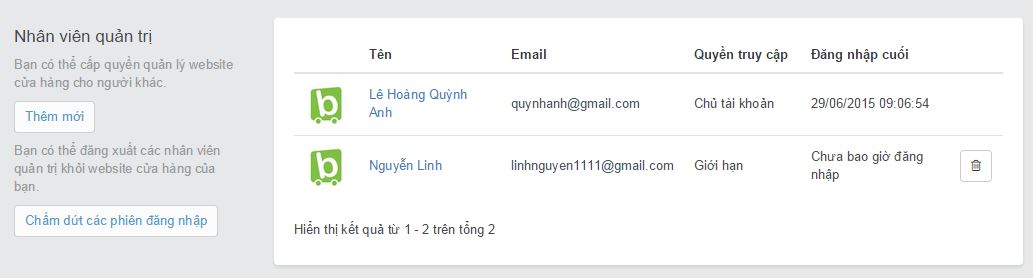 Nhân viên quản trị
Bạn có thể cấp quyền quản lý website
cửa hàng cho người khác.
Thêm mới
Bạn có thể đăng xuất các nhân viên
quản trị khỏi website cửa hàng của
bạn.
Chấm dứt các phiên đăng nhập
Tên Email Quyền truy cập Đăng nhập cuối
b
Lê Hoàng Quỳnh
Anh
quynhanh@gmail.com Chủ tài khoản 29/06/2015 09:06:54
b
Nguyễn Linh linhnguyen1111@gmail.com Giới hạn
Chưa bao giờ đăng
nhập
Hiển thị kết quả từ 1 - 2 trên tổng 2